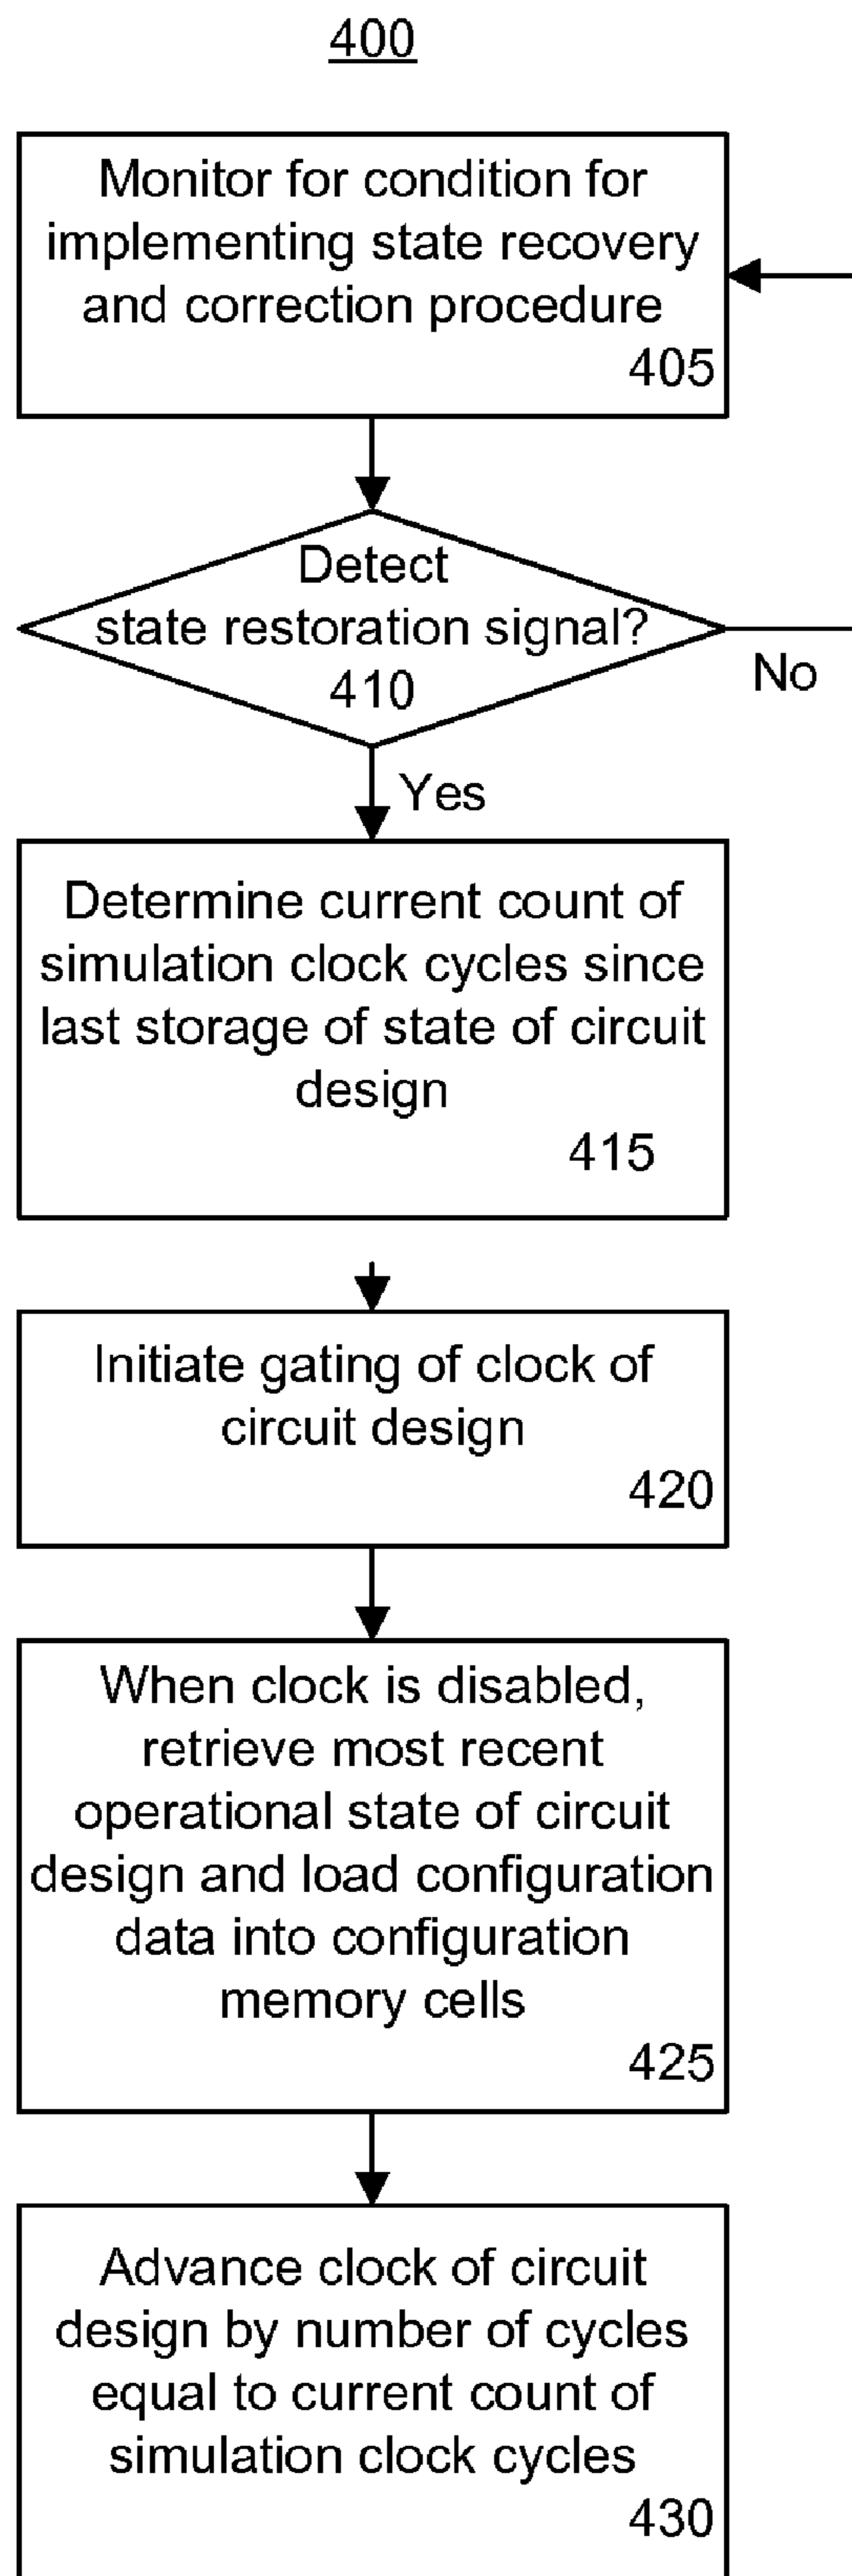 400
Monitor for condition for
implementing state recovery
and correction procedure
405
Detect
state restoration signal?
410
No
Yes
Determine current count of
simulation clock cycles since
last storage of state of circuit
design
415
Initiate gating of clock of
circuit design
420
When clock is disabled,
retrieve most recent
operational state of circuit
design and load configuration
data into configuration
memory cells
425
Advance clock of circuit
design by number of cycles
equal to current count of
simulation clock cycles
430